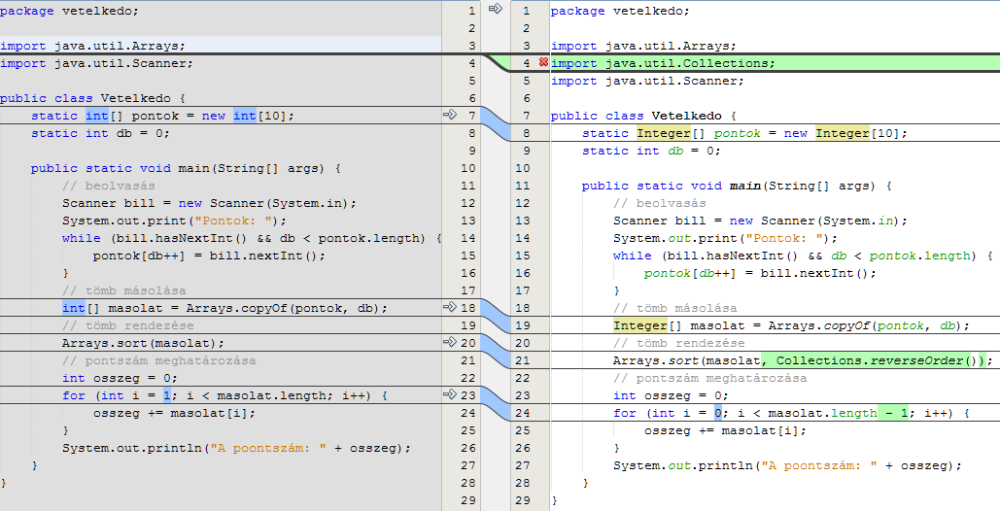 package vetelkedo; 1
2
import java.util.Arrays; 3
import java.util.Scanner; 4
5
public class Vetelkedo { 6
static int[] pontok = new int[10]; 7
static int db = 0; 8
9
public static void main(String[] args) { 10
// beolvasás 11
Scanner bill = new Scanner(System.in); 12
System.out.print("Pontok: "); 13
while (bill.hasNextInt() && db < pontok.length) { 14
pontok[db++] = bill.nextInt(); 15
} 16
// tömb másolása 17
int[] masolat = Arrays.copyOf(pontok, db); 18
// tömb rendezése 19
Arrays.sort(masolat); 20
// pontszám meghatározása 21
int osszeg = 0; 22
for (int i = 1; i < masolat.length; i++) { 23
osszeg += masolat[i]; 24
} 25
System.out.println("A poontszám: " + osszeg); 26
} 27
} 28
29
1 package vetelkedo;
2
3 import java.util.Arrays;
4 import java.util.Collections;
5 import java.util.Scanner;
6
7 public class Vetelkedo {
8 static Integer[] pontok = new Integer[10];
9 static int db = 0;
10
11 public static void main(String[] args) {
12 // beolvasás
13 Scanner bill = new Scanner(System.in);
14 System.out.print("Pontok: ");
15 while (bill.hasNextInt() && db < pontok.length) {
16 pontok[db++] = bill.nextInt();
17 }
18 // tömb másolása
19 Integer[] masolat = Arrays.copyOf(pontok, db);
20 // tömb rendezése
21 Arrays.sort(masolat, Collections.reverseOrder());
22 // pontszám meghatározása
23 int osszeg = 0;
24 for (int i = 0; i < masolat.length - 1; i++) {
25 osszeg += masolat[i];
26 }
27 System.out.println("A poontszám: " + osszeg);
28 }
29 }